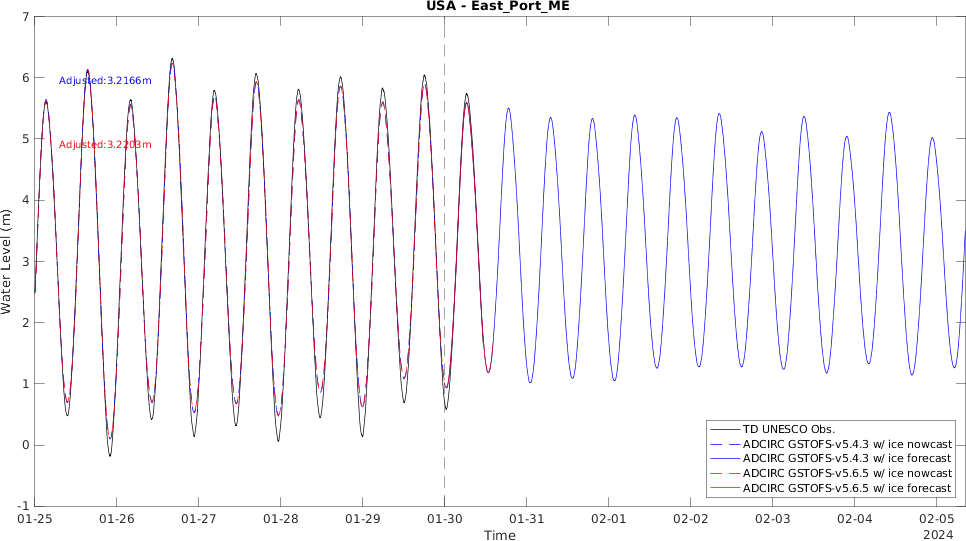 USA - East_Port_ME
7
6
5
4
3
2
1
0
-1
Water Level (m)
Adjusted:3.2166m
Adjusted:3.2203m
TD UNESCO Obs.
ADCIRC GSTOFS-v5.4.3 w/ ice nowcast
ADCIRC GSTOFS-v5.4.3 w/ ice forecast
ADCIRC GSTOFS-v5.6.5 w/ ice nowcast
ADCIRC GSTOFS-v5.6.5 w/ ice forecast
01-25 01-26 01-27 01-28 01-29 01-30 01-31 02-01 02-02 02-03 02-04 02-05
Time
2024